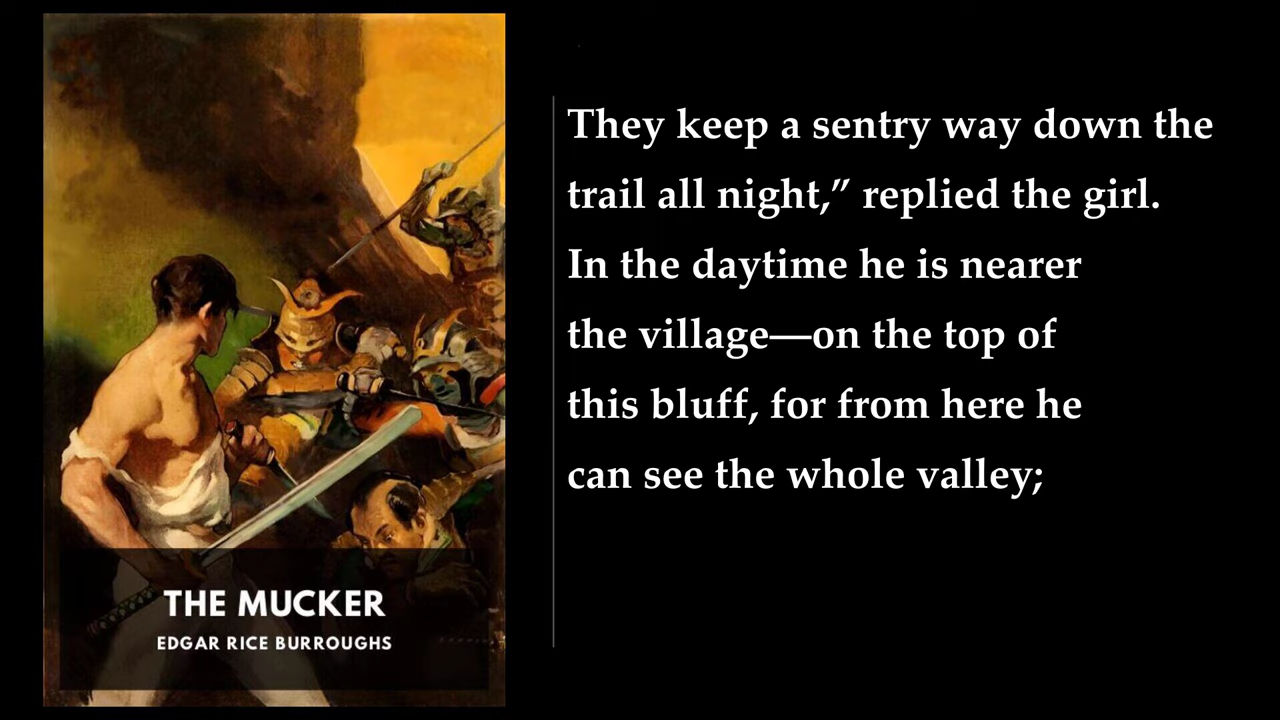 They keep a sentry way down the
trail all night,” replied the girl.
In the daytime he is nearer
the village—on the top of
this bluff, for from here he
can see the whole valley;
THE MUCKER
EDGAR RICE BURROUGHS